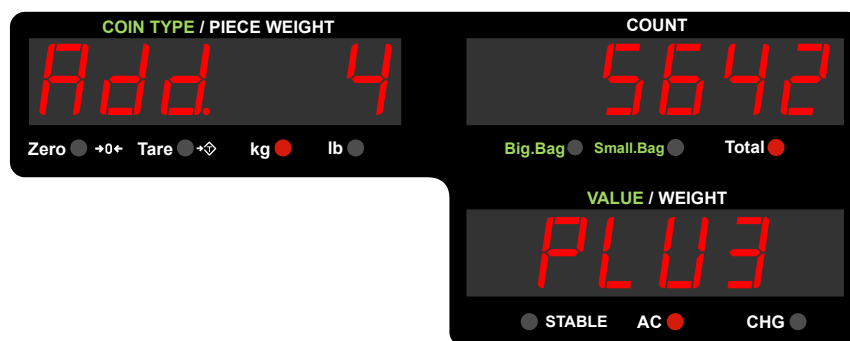 COIN TYPE / PIECE WEIGHT
Add. 4
Zero →0← Tare →T← kg lb
COUNT
5642
Big.Bag Small.Bag Total
VALUE / WEIGHT
PLU3
STABLE AC CHG